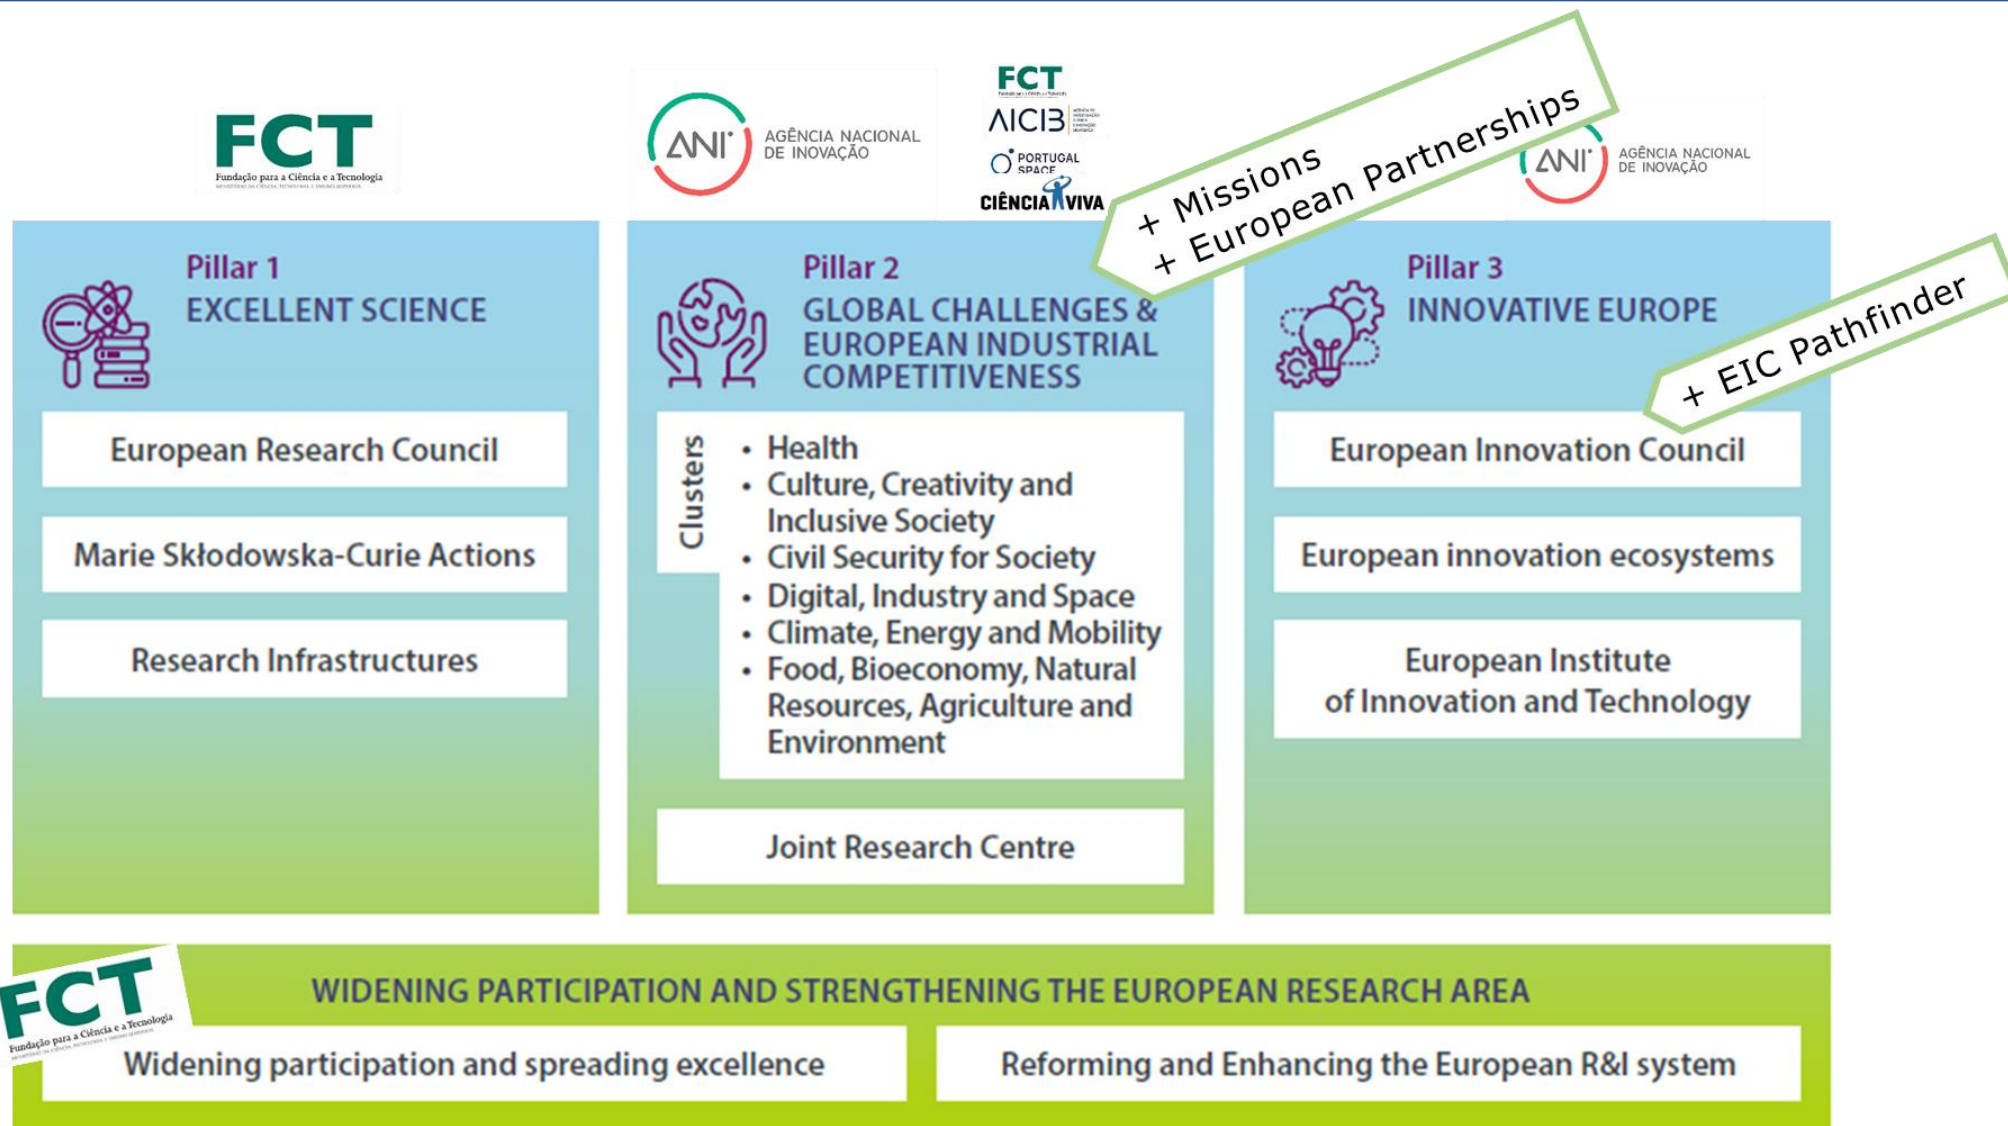 FCT
Fundação para a Ciência e a Tecnologia
ANI
AGÊNCIA NACIONAL
DE INOVAÇÃO
FCT
AICIB
PORTUGAL
SPACE
CIÊNCIA VIVA
+ Missions
+ European Partnerships
ANI
AGÊNCIA NACIONAL
DE INOVAÇÃO
Pillar 1
EXCELLENT SCIENCE
European Research Council
Marie Skłodowska-Curie Actions
Research Infrastructures
Pillar 2
GLOBAL CHALLENGES &
EUROPEAN INDUSTRIAL
COMPETITIVENESS
Clusters
• Health
• Culture, Creativity and
Inclusive Society
• Civil Security for Society
• Digital, Industry and Space
• Climate, Energy and Mobility
• Food, Bioeconomy, Natural
Resources, Agriculture and
Environment
Joint Research Centre
Pillar 3
INNOVATIVE EUROPE
+ EIC Pathfinder
European Innovation Council
European innovation ecosystems
European Institute
of Innovation and Technology
FCT
Fundação para a Ciência e a Tecnologia
WIDENING PARTICIPATION AND STRENGTHENING THE EUROPEAN RESEARCH AREA
Widening participation and spreading excellence
Reforming and Enhancing the European R&I system